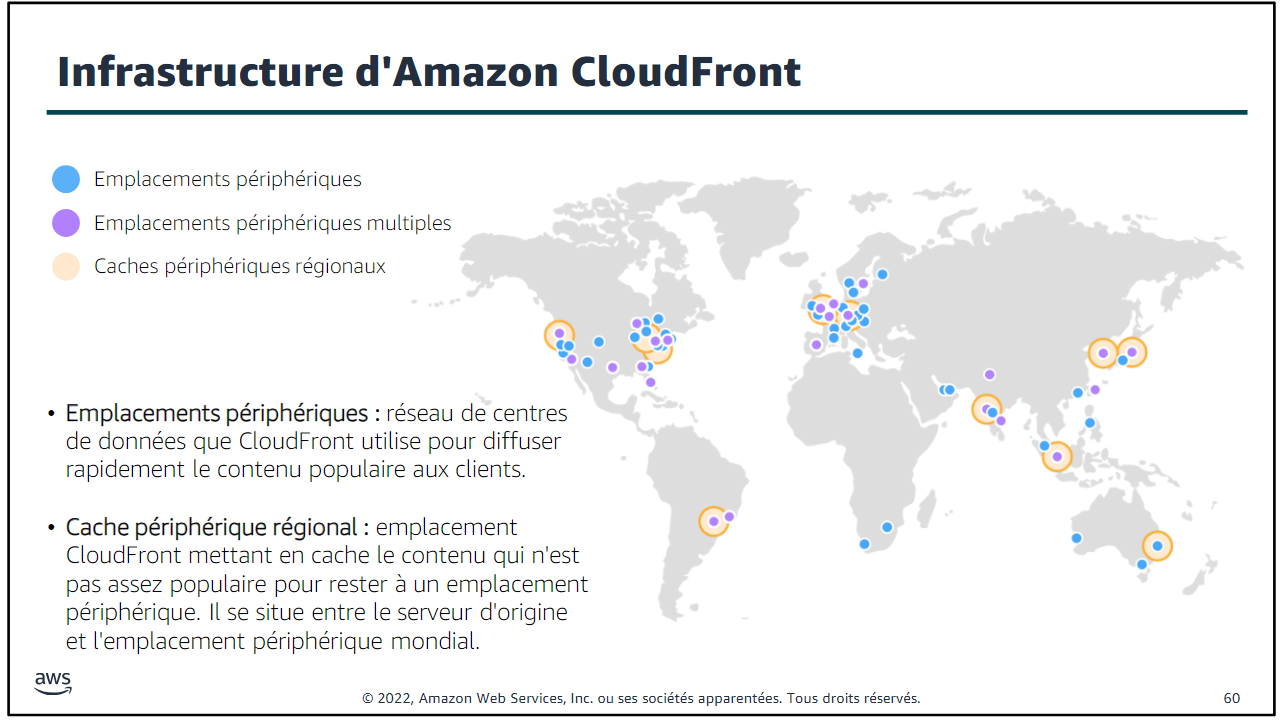 Infrastructure d'Amazon CloudFront
Emplacements périphériques
Emplacements périphériques multiples
Caches périphériques régionaux
• Emplacements périphériques : réseau de centres
de données que CloudFront utilise pour diffuser
rapidement le contenu populaire aux clients.
• Cache périphérique régional : emplacement
CloudFront mettant en cache le contenu qui n'est
pas assez populaire pour rester à un emplacement
périphérique. Il se situe entre le serveur d'origine
et l'emplacement périphérique mondial.
aws
© 2022, Amazon Web Services, Inc. ou ses sociétés apparentées. Tous droits réservés.
60